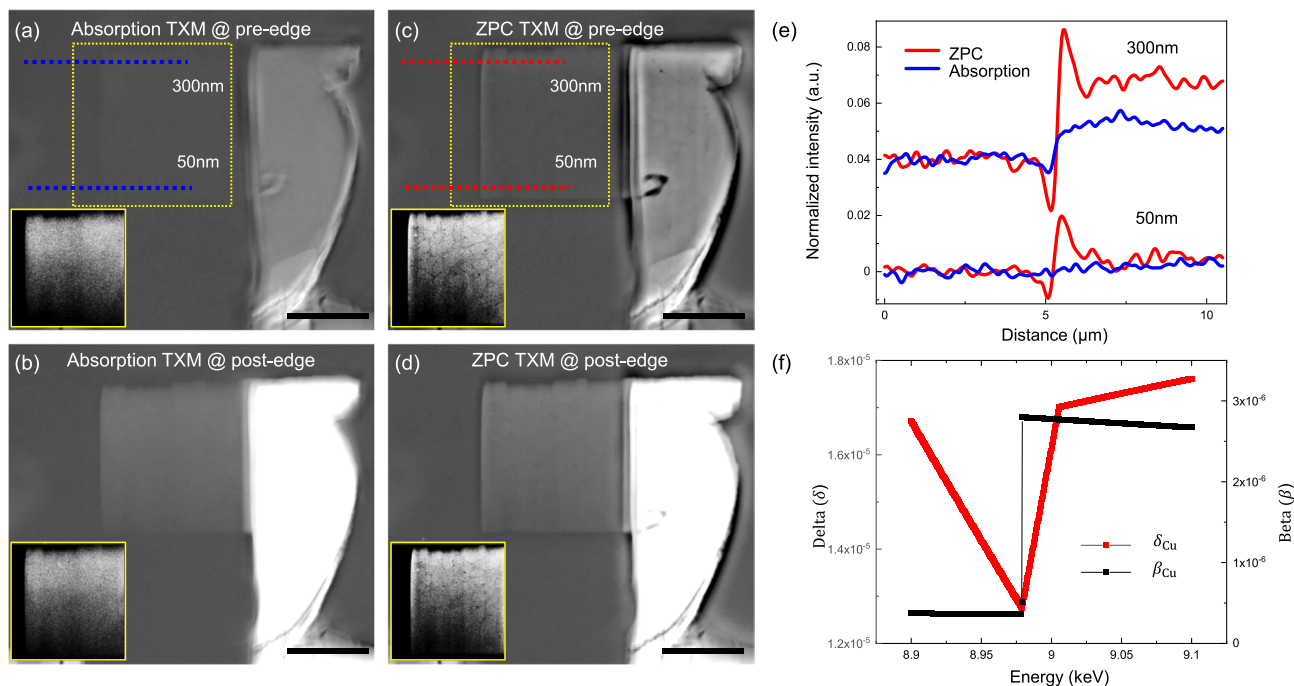 (a) Absorption TXM @ pre-edge
300nm
50nm
(c) ZPC TXM @ pre-edge
300nm
50nm
(b) Absorption TXM @ post-edge
(d) ZPC TXM @ post-edge
(e)
Normalized intensity (a.u.)
0.08
0.06
0.04
0.02
0
ZPC
Absorption
300nm
50nm
0
5
10
Distance (µm)
(f)
Delta (δ)
1.8x10⁻⁵
1.6x10⁻⁵
1.4x10⁻⁵
1.2x10⁻⁵
δCu
βCu
3x10⁻⁶
2x10⁻⁶
1x10⁻⁶
0
Beta (β)
8.9
8.95
9
9.05
9.1
Energy (keV)